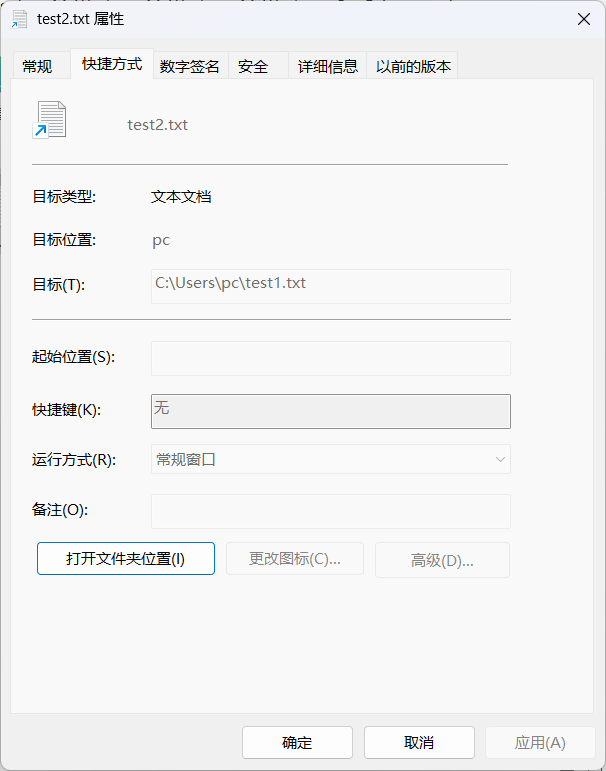 test2.txt 属性
常规 快捷方式 数字签名 安全 详细信息 以前的版本
test2.txt
目标类型: 文本文档
目标位置: pc
目标(T): C:\Users\pc\test1.txt
起始位置(S):
快捷键(K): 无
运行方式(R): 常规窗口
备注(O):
打开文件夹位置(I) 更改图标(C)... 高级(D)...
确定 取消 应用(A)